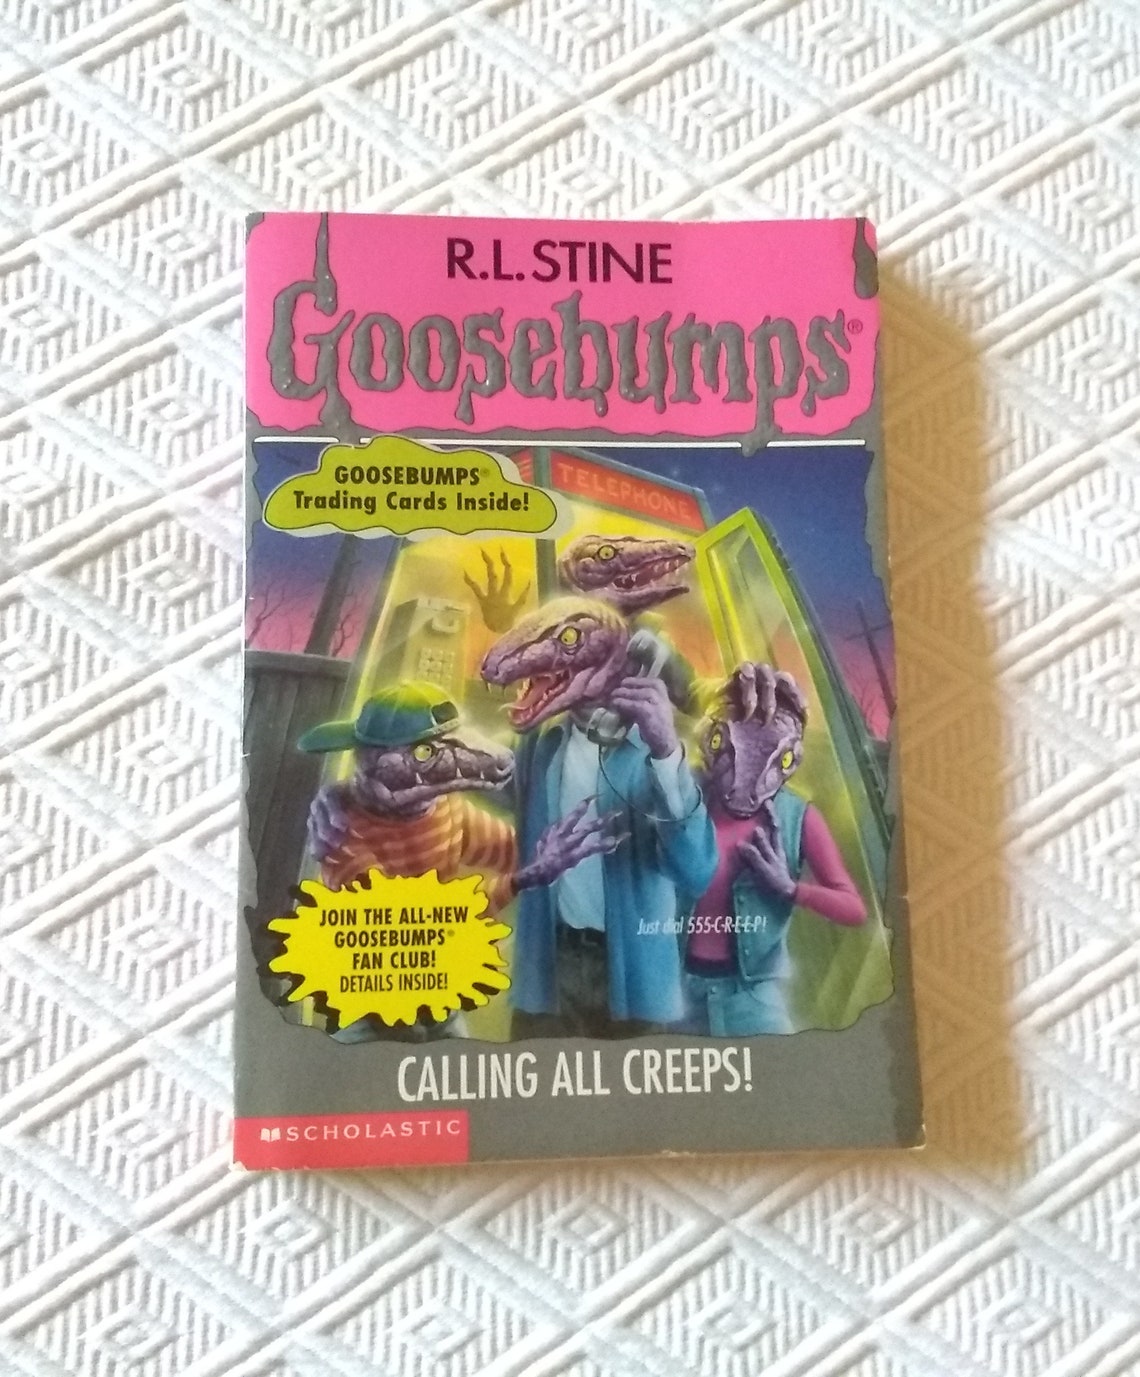 R.L. STINE
Goosebumps®
GOOSEBUMPS®
Trading Cards Inside!
TELEPHONE
Just dial 555-C-R-E-E-P!
JOIN THE ALL-NEW
GOOSEBUMPS®
FAN CLUB!
DETAILS INSIDE!
CALLING ALL CREEPS!
SCHOLASTIC